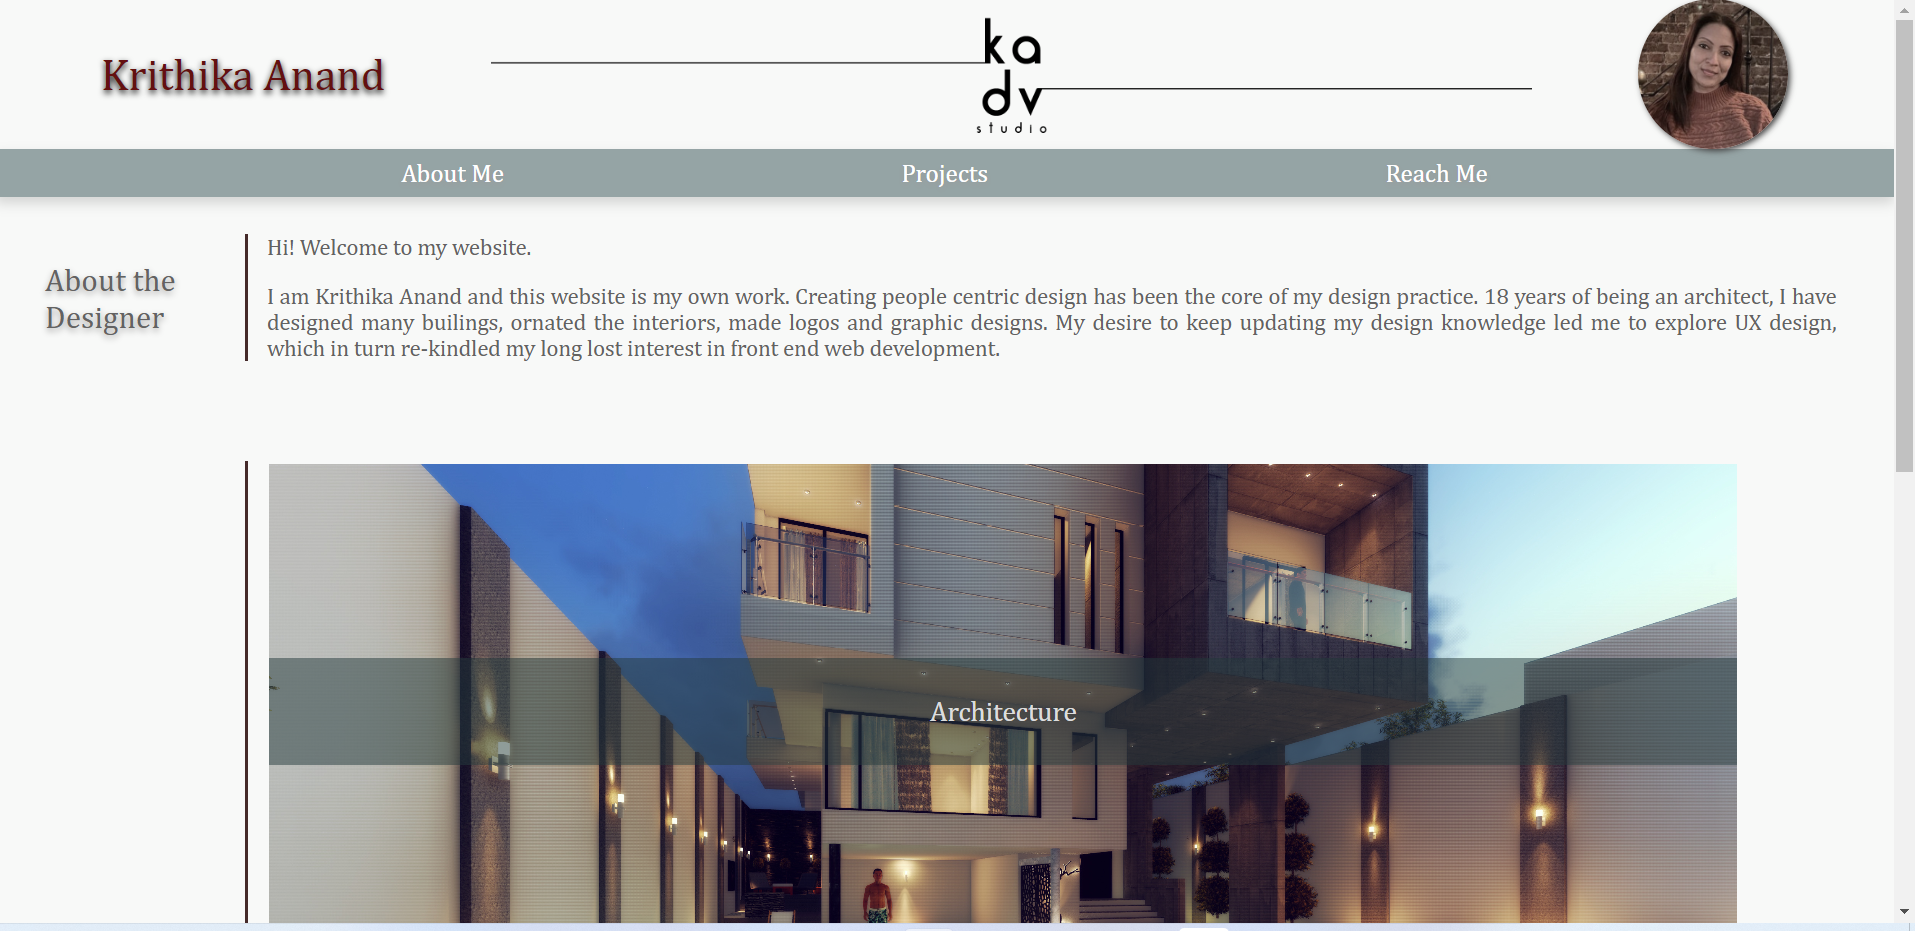 Krithika Anand
ka
dv
studio
About Me
Projects
Reach Me
About the
Designer
Hi! Welcome to my website.
I am Krithika Anand and this website is my own work. Creating people centric design has been the core of my design practice. 18 years of being an architect, I have
designed many builings, ornated the interiors, made logos and graphic designs. My desire to keep updating my design knowledge led me to explore UX design,
which in turn re-kindled my long lost interest in front end web development.
Architecture